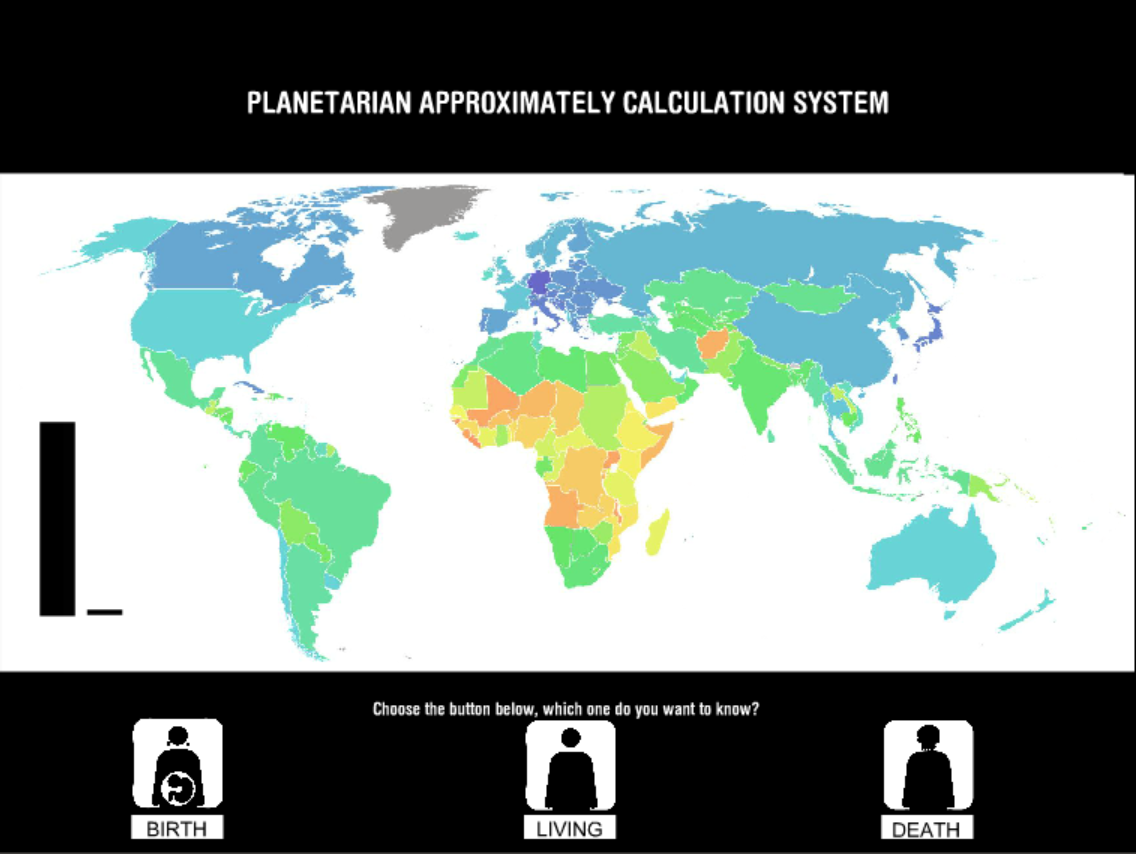 PLANETARIAN APPROXIMATELY CALCULATION SYSTEM
Choose the button below, which one do you want to know?
BIRTH
LIVING
DEATH